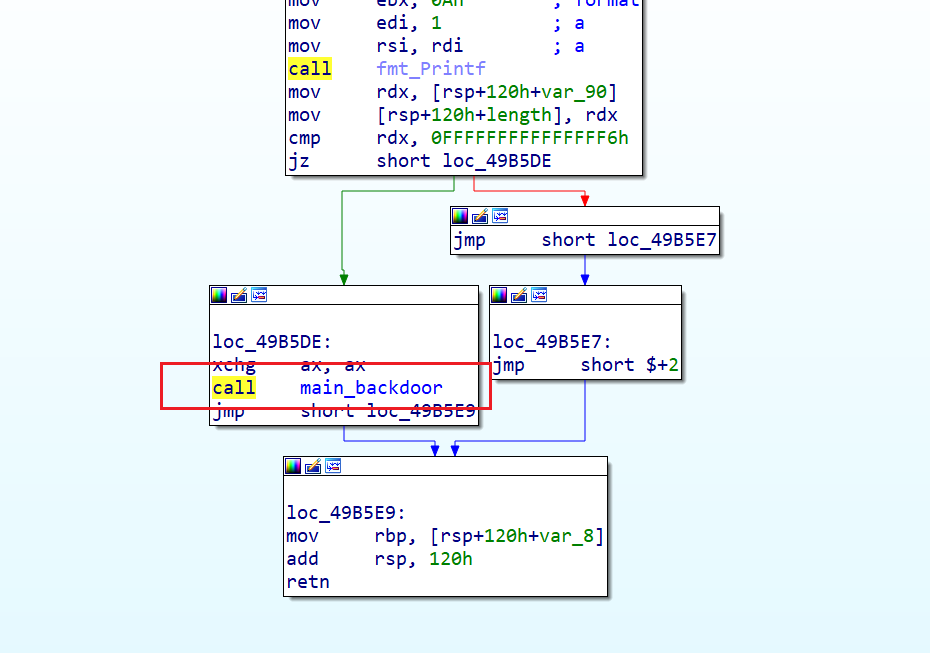 mov ebx, 0Ah ; format
mov edi, 1 ; a
mov rsi, rdi ; a
call fmt_Printf
mov rdx, [rsp+120h+var_90]
mov [rsp+120h+length], rdx
cmp rdx, 0FFFFFFFFFFFFFFF6h
jz short loc_49B5DE
jmp short loc_49B5E7
loc_49B5DE:
xchg ax, ax
call main_backdoor
jmp short loc_49B5E9
loc_49B5E7:
jmp short $+2
loc_49B5E9:
mov rbp, [rsp+120h+var_8]
add rsp, 120h
retn